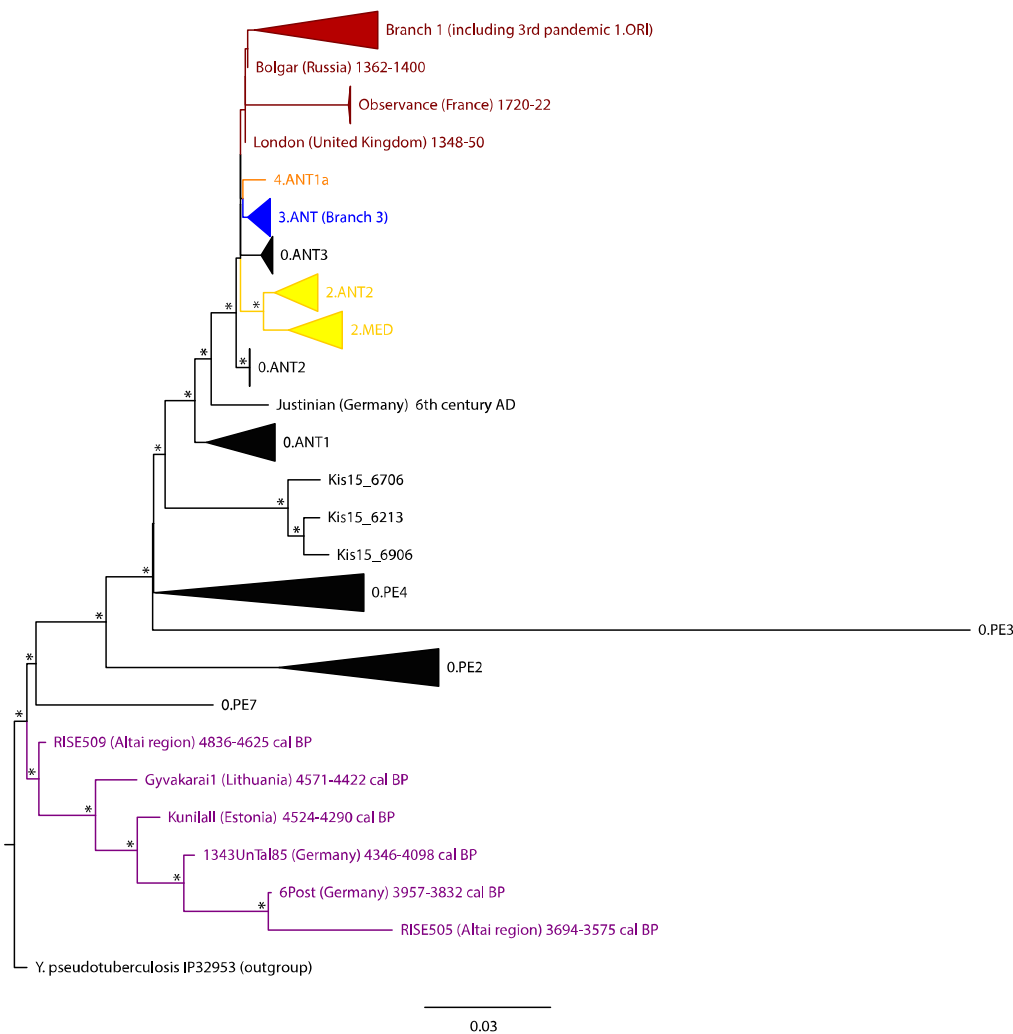 Branch 1 (including 3rd pandemic 1.ORI)
Bolgar (Russia) 1362-1400
Observance (France) 1720-22
London (United Kingdom) 1348-50
4.ANT1a
3.ANT (Branch 3)
0.ANT3
2.ANT2
*
2.MED
*
0.ANT2
*
*
Justinian (Germany) 6th century AD
*
0.ANT1
*
Kis15_6706
*
Kis15_6213
*
Kis15_6906
*
0.PE4
*
0.PE3
*
0.PE2
0.PE7
*
RISE509 (Altai region) 4836-4625 cal BP
*
Gyvakarai1 (Lithuania) 4571-4422 cal BP
*
KunilaII (Estonia) 4524-4290 cal BP
*
1343UnTal85 (Germany) 4346-4098 cal BP
*
6Post (Germany) 3957-3832 cal BP
*
RISE505 (Altai region) 3694-3575 cal BP
Y. pseudotuberculosis IP32953 (outgroup)
0.03